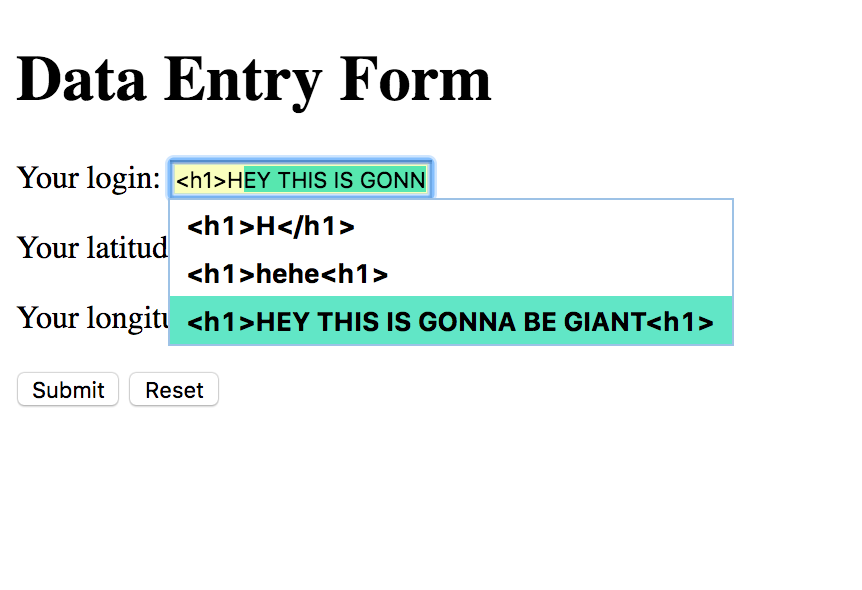 Data Entry Form
Your login: <h1>HEY THIS IS GONN
<h1>H</h1>
Your latitud
<h1>hehe<h1>
Your longitu
<h1>HEY THIS IS GONNA BE GIANT<h1>
Submit Reset